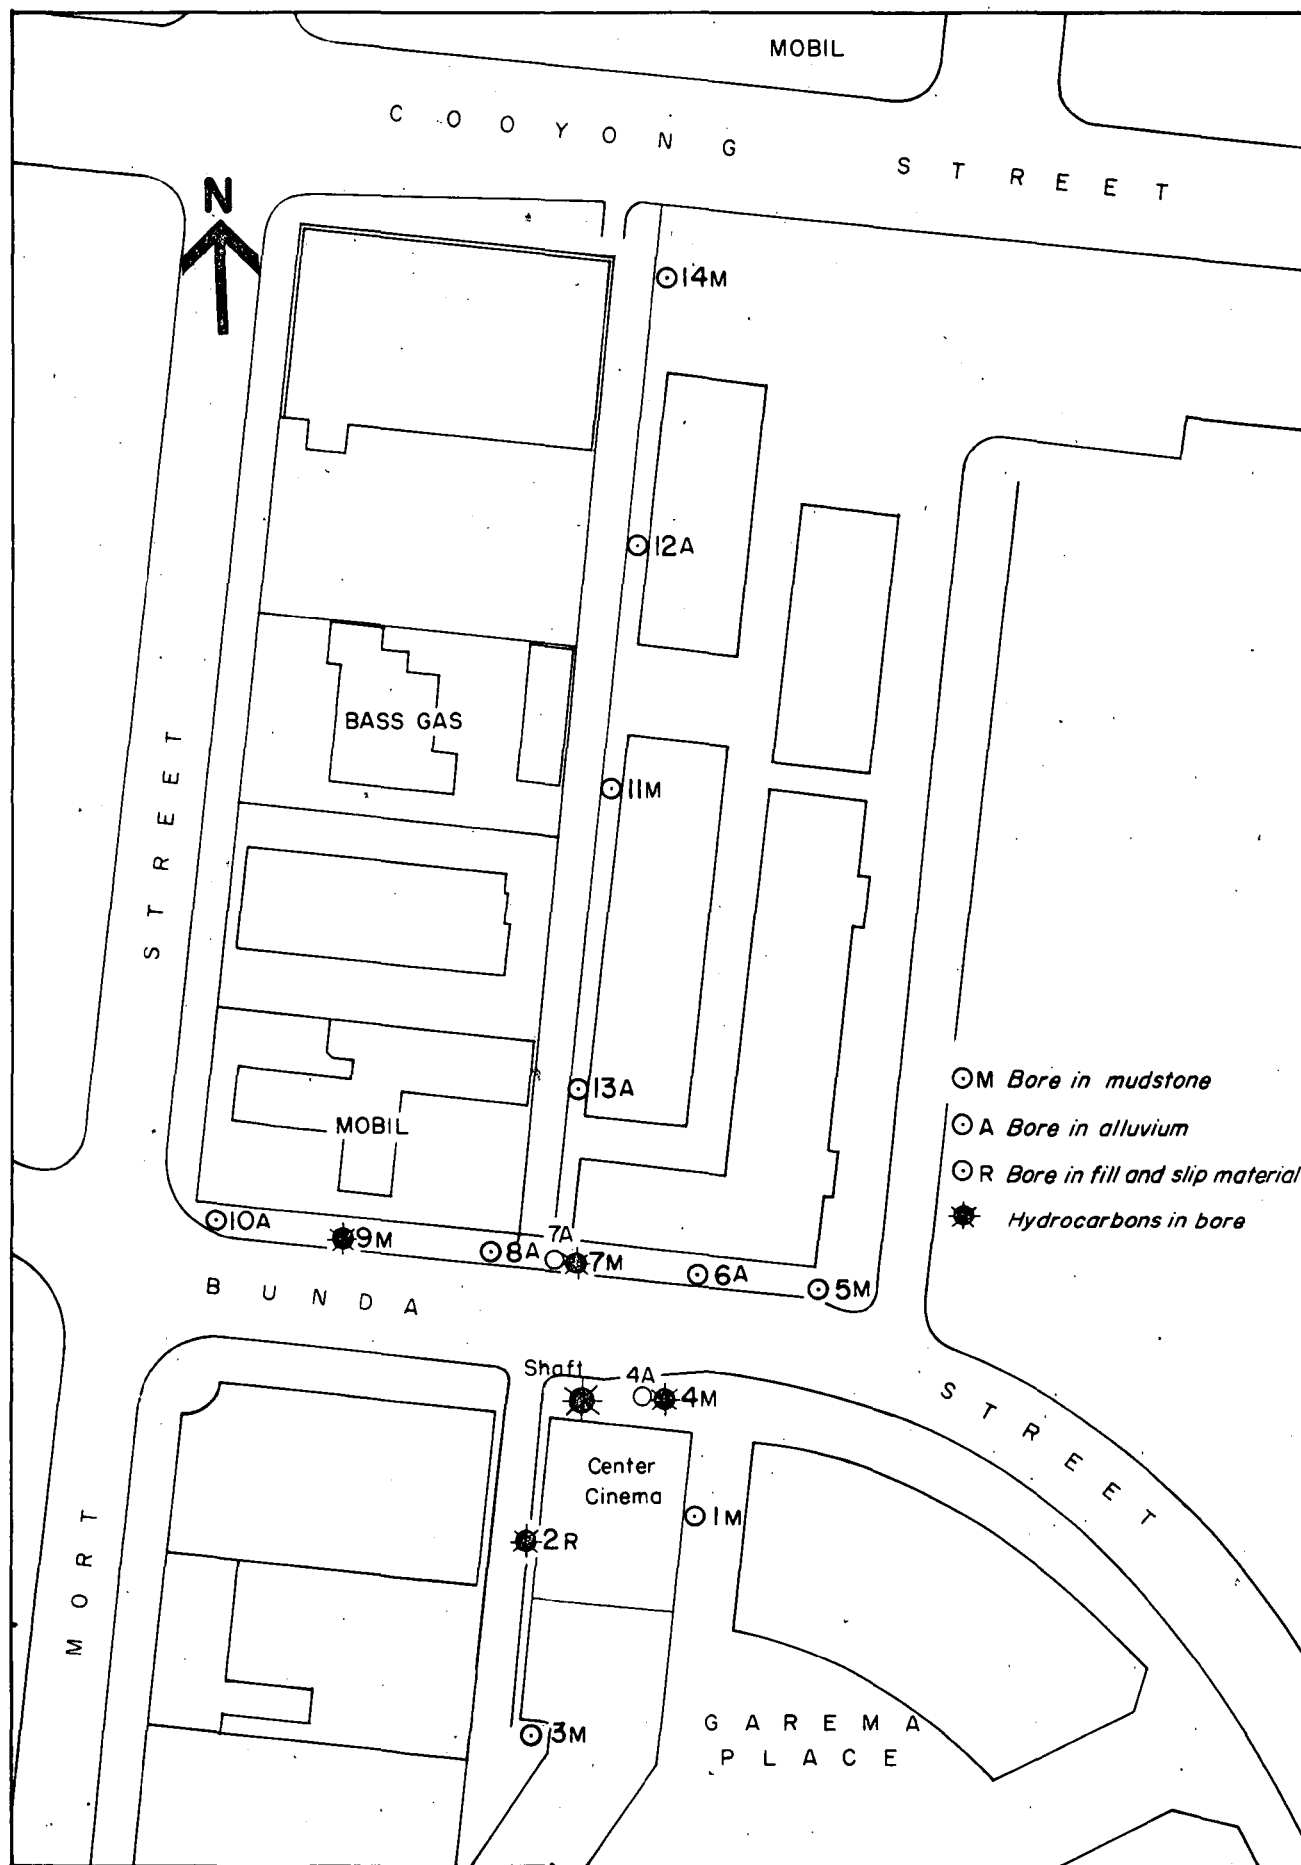 MOBIL
COOYONG STREET
N
14M
12A
BASS GAS
11M
STREET
13A
MOBIL
M Bore in mudstone
A Bore in alluvium
R Bore in fill and slip material
Hydrocarbons in bore
10A
9M
8A
7A
7M
6A
5M
BUNDA
STREET
Shaft
4A
4M
Center
Cinema
1M
2R
MORT
3M
GAREMA
PLACE